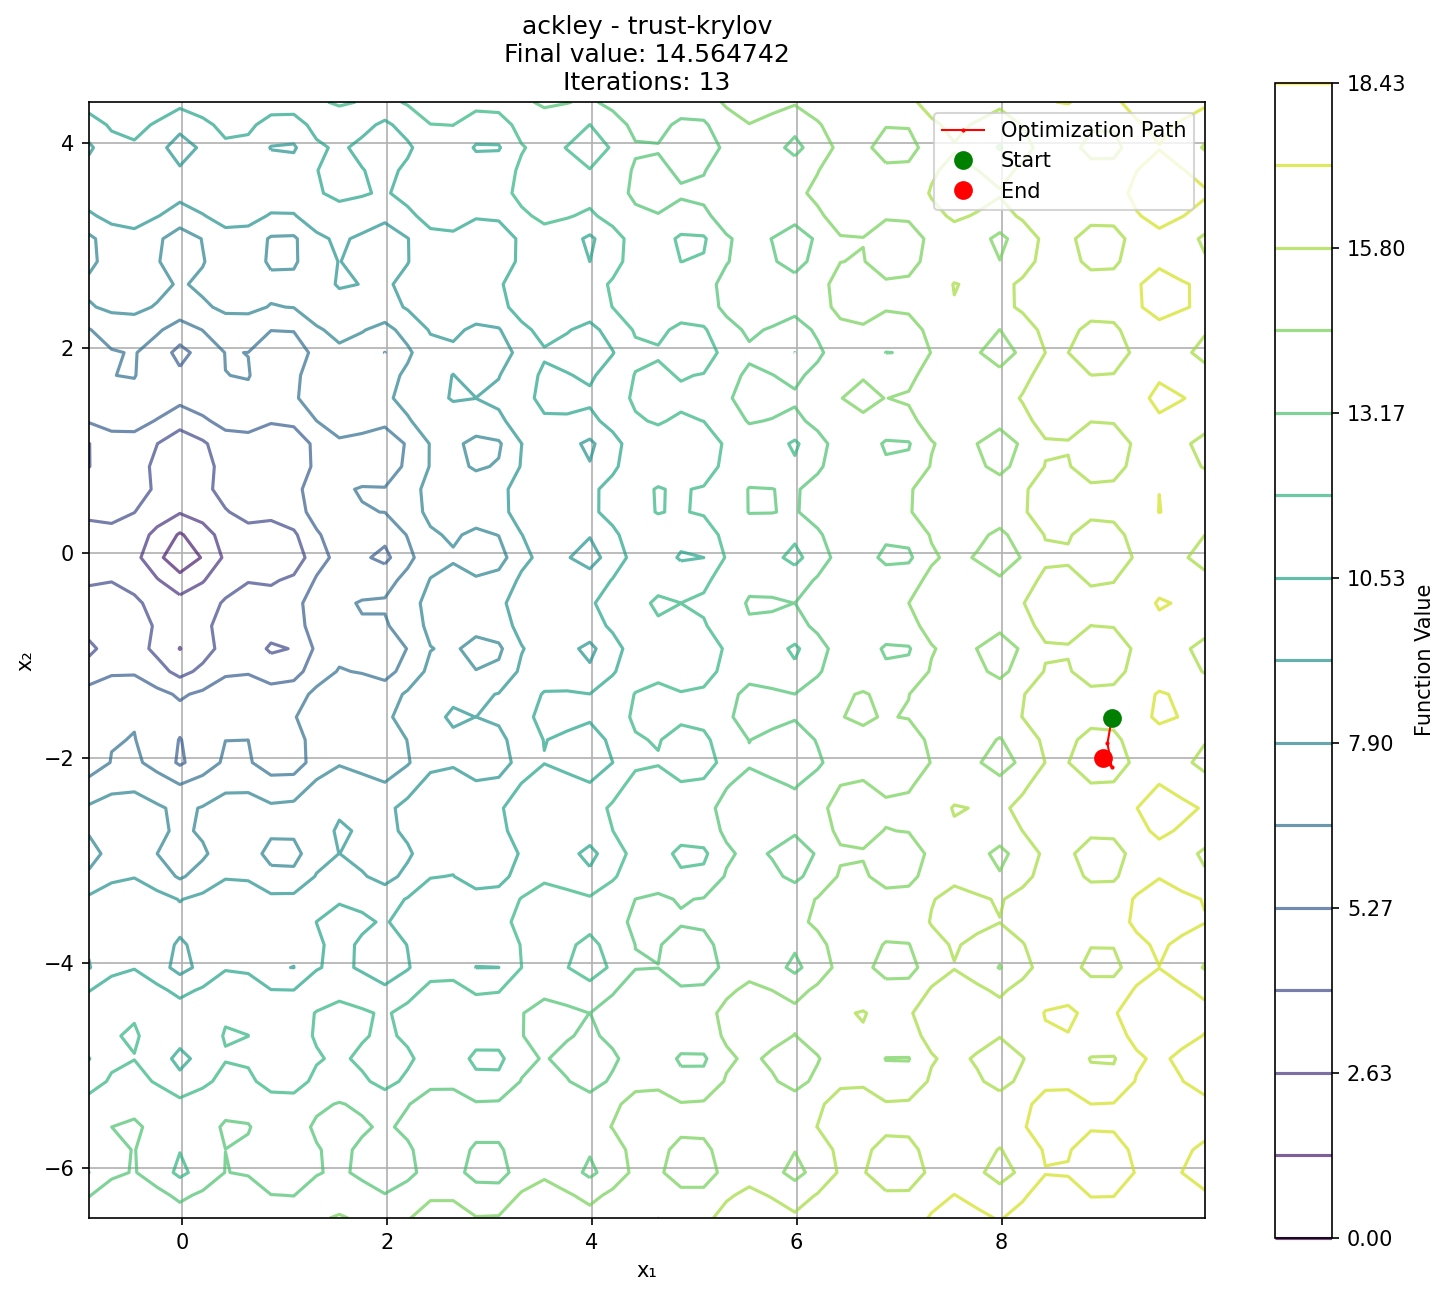 ackley - trust-krylov
Final value: 14.564742
Iterations: 13
Optimization Path
Start
End
4
2
0
−2
−4
−6
x₂
0
2
4
6
8
x₁
18.43
15.80
13.17
10.53
7.90
5.27
2.63
0.00
Function Value